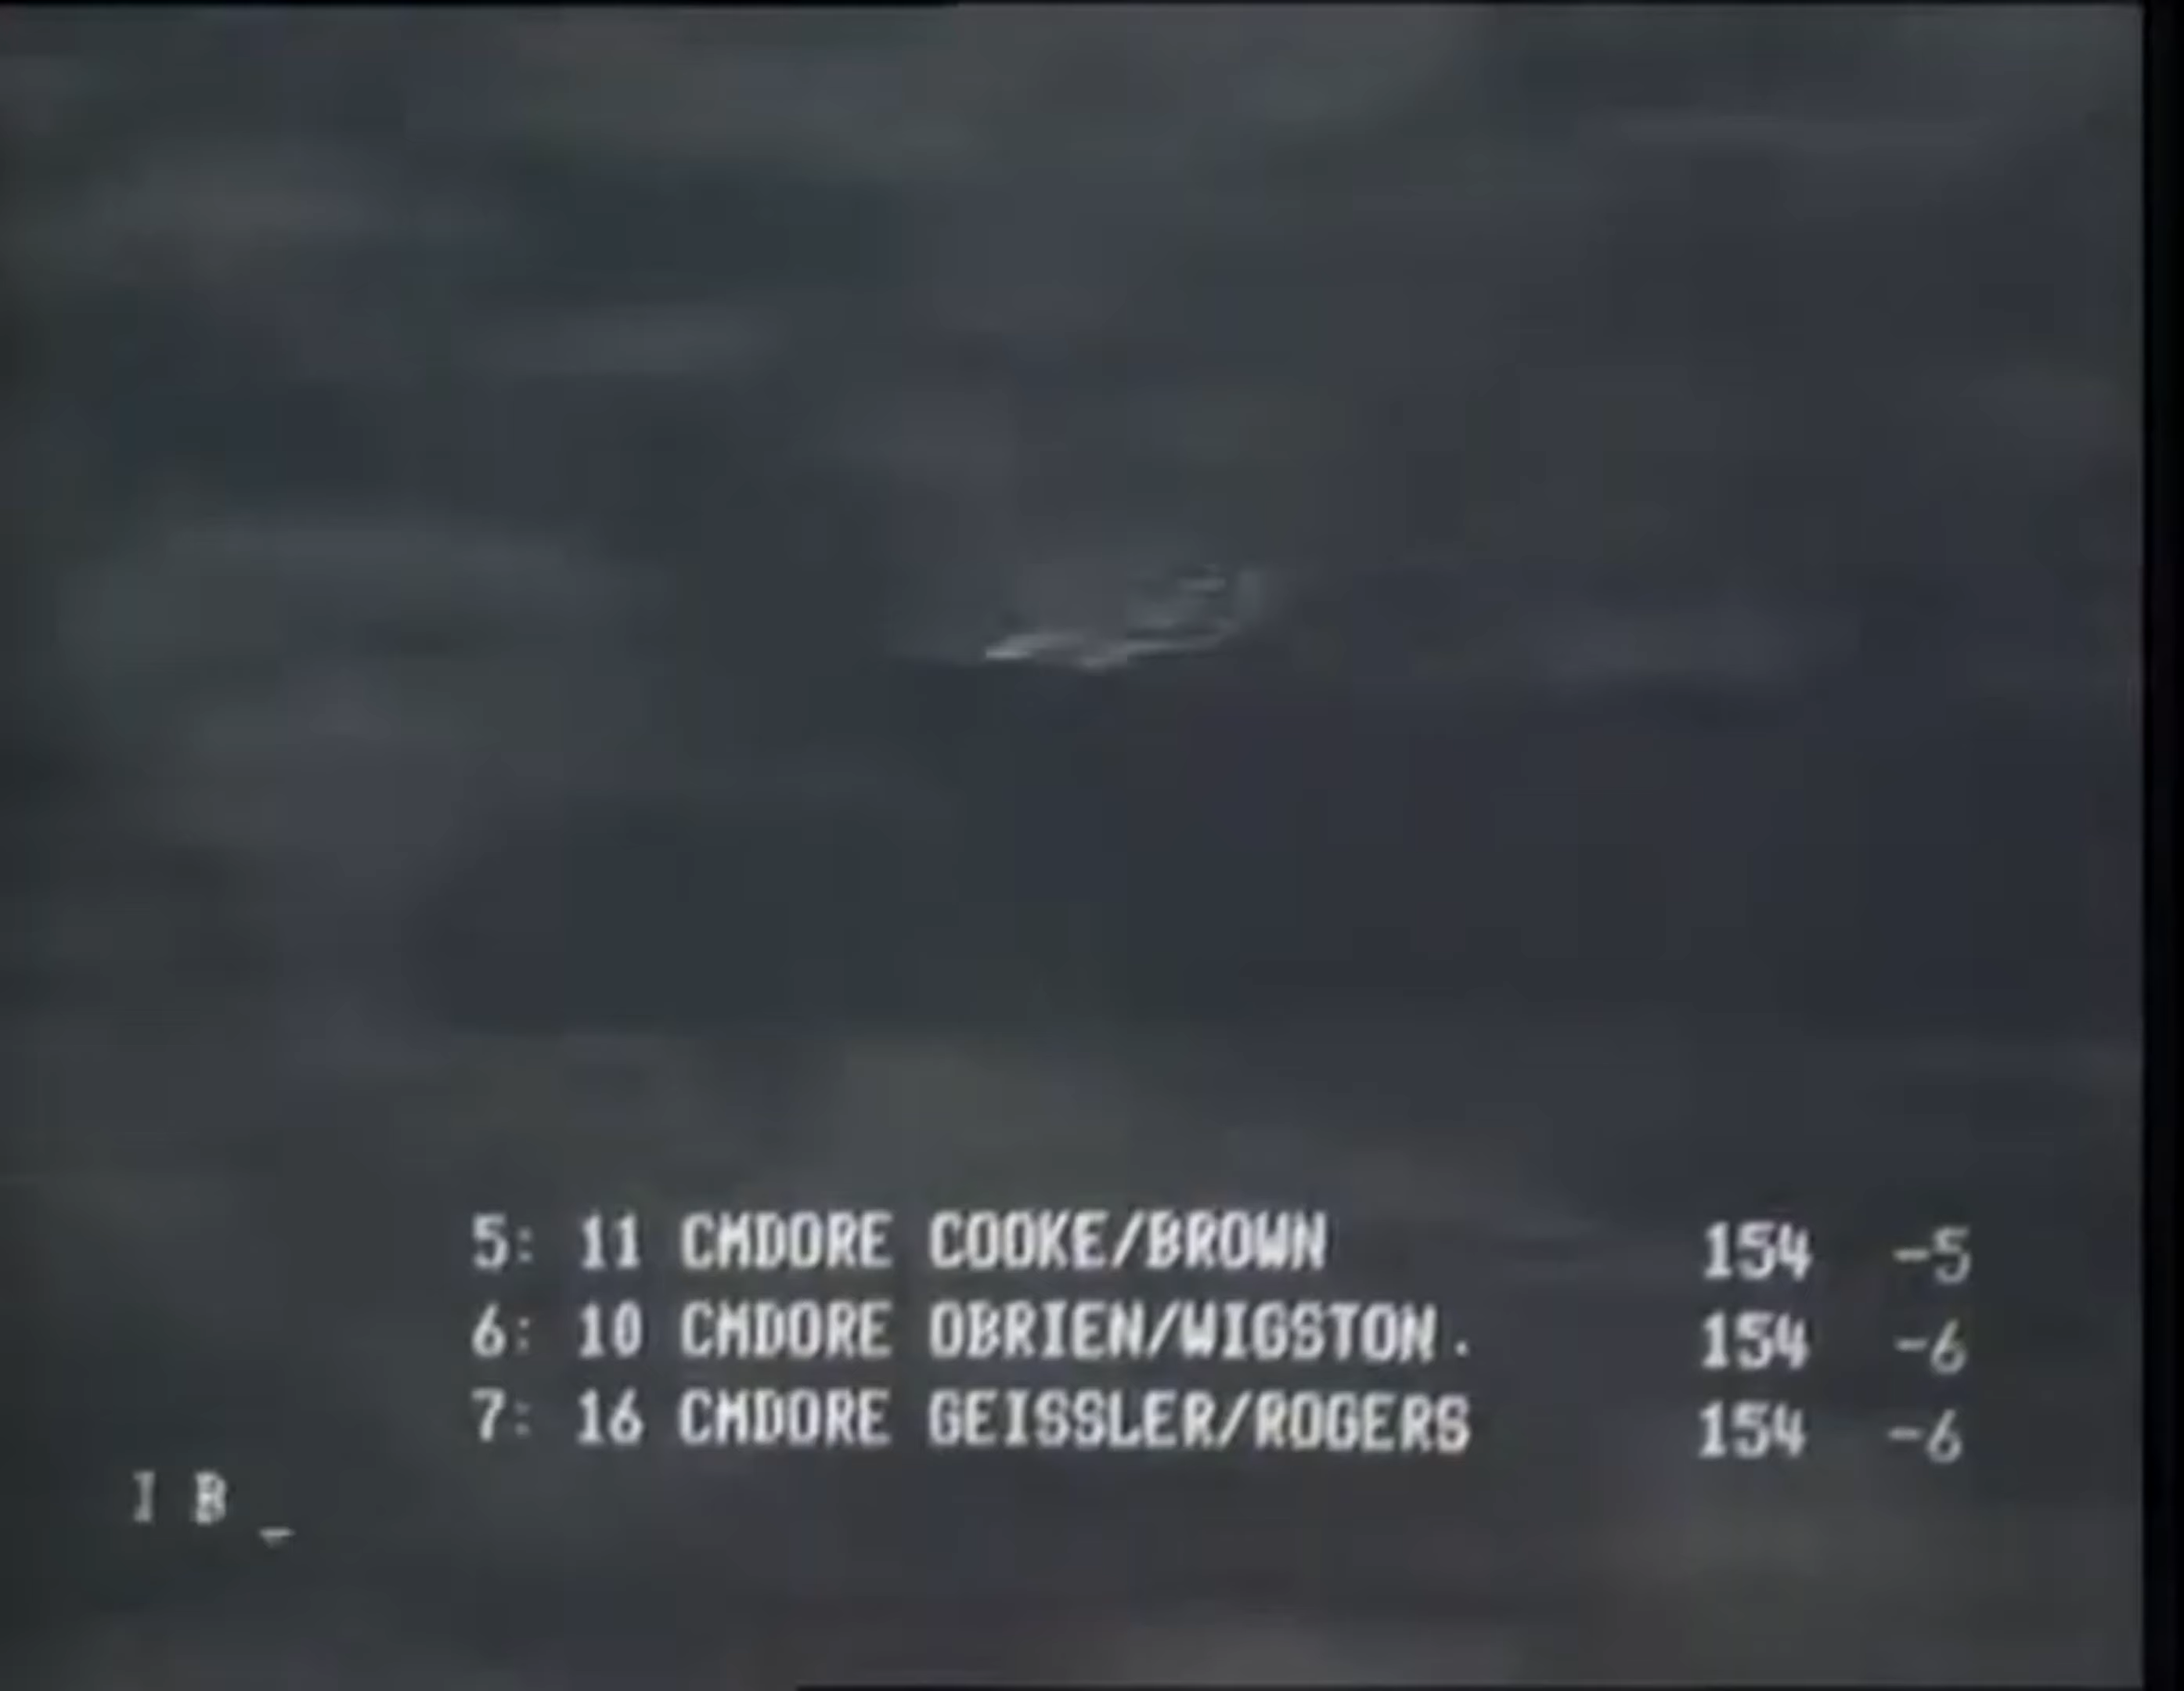 5: 11 CMDORE COOKE/BROWN 154 -5
6: 10 CMDORE OBRIEN/WIGSTON. 154 -6
7: 16 CMDORE GEISSLER/ROGERS 154 -6
I B _